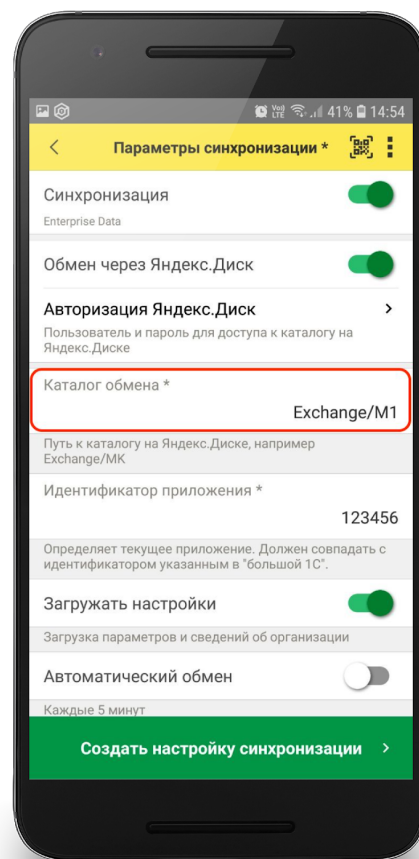 Vo))
LTE
41%
14:54
Параметры синхронизации *
Синхронизация
Enterprise Data
Обмен через Яндекс.Диск
Авторизация Яндекс.Диск
Пользователь и пароль для доступа к каталогу на
Яндекс.Диске
Каталог обмена *
Exchange/M1
Путь к каталогу на Яндекс.Диске, например
Exchange/MK
Идентификатор приложения *
123456
Определяет текущее приложение. Должен совпадать с
идентификатором указанным в "большой 1С".
Загружать настройки
Загрузка параметров и сведений об организации
Автоматический обмен
Каждые 5 минут
Создать настройку синхронизации